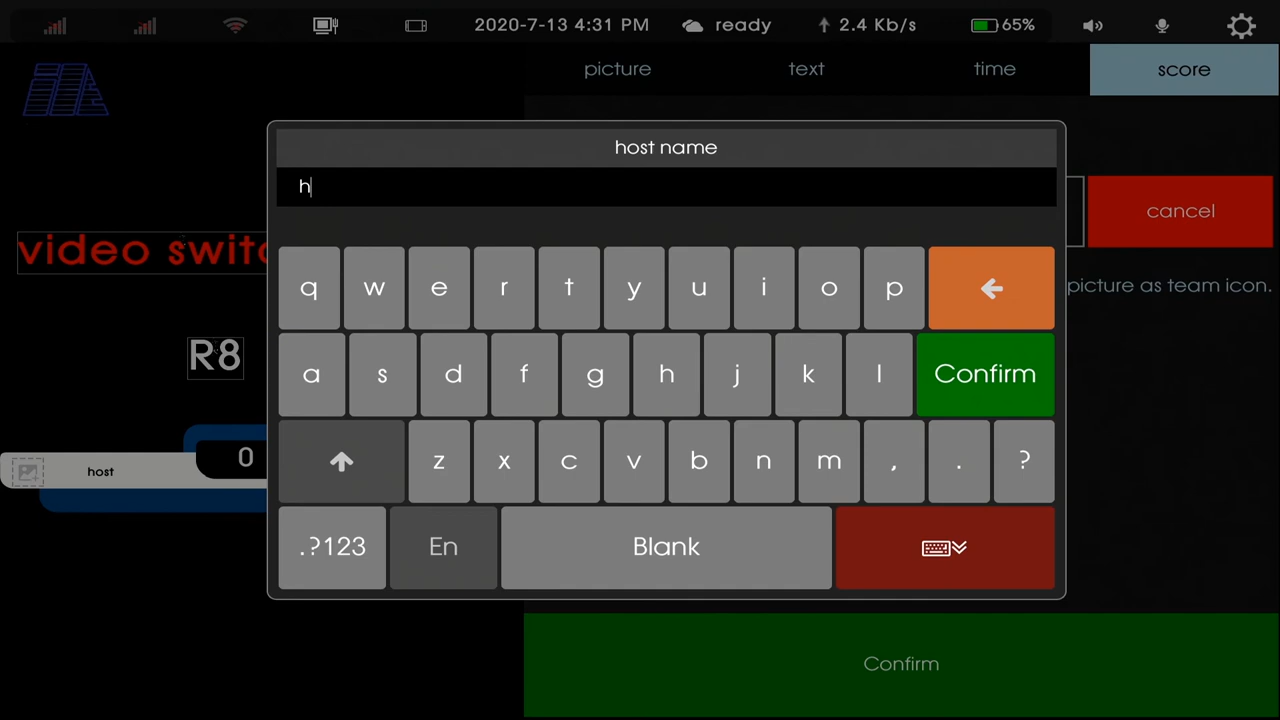 2020-7-13 4:31 PM ready 2.4 Kb/s 65%
picture text time score
host name
h
cancel
video switc
picture as team icon.
q w e r t y u i o p
R8
a s d f g h j k l Confirm
0
host
z x c v b n m , . ?
.?123 En Blank
Confirm